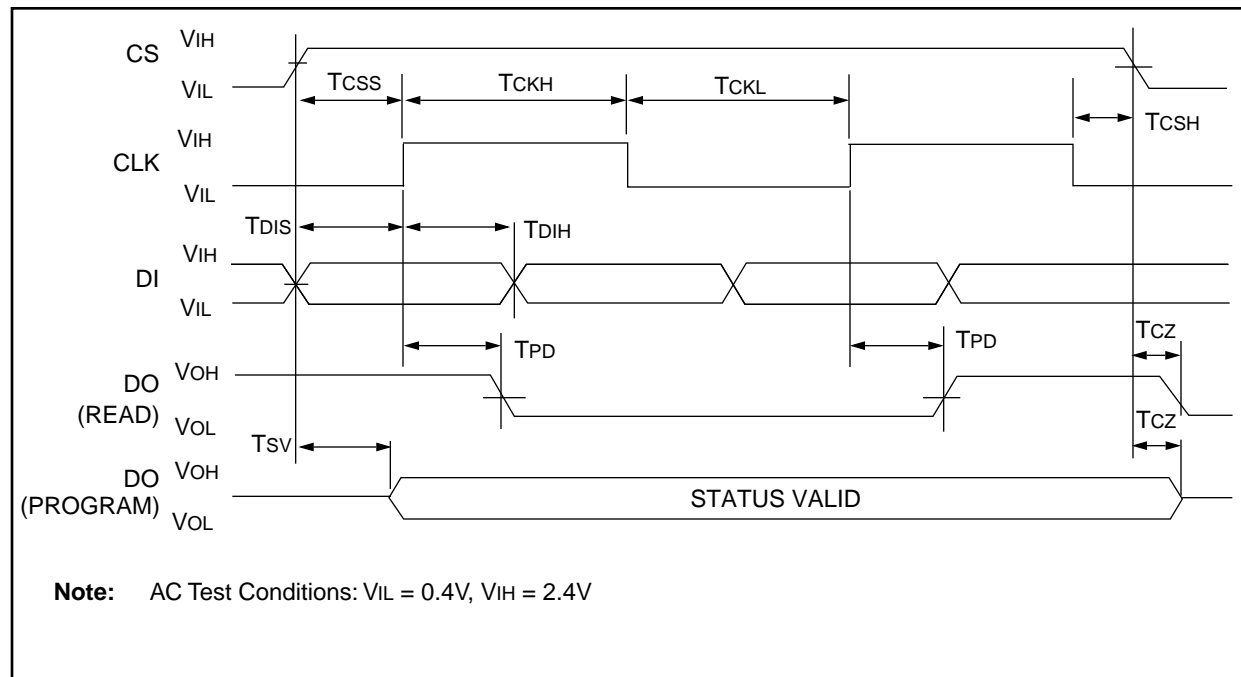 VIH
CS
VIL
TCSS
TCKH
TCKL
TCSH
VIH
CLK
VIL
TDIS
TDIH
VIH
DI
VIL
TPD
TPD
TCZ
VOH
DO
(READ)
VOL
TCZ
TSV
VOH
DO
(PROGRAM)
STATUS VALID
VOL
Note: AC Test Conditions: VIL = 0.4V, VIH = 2.4V